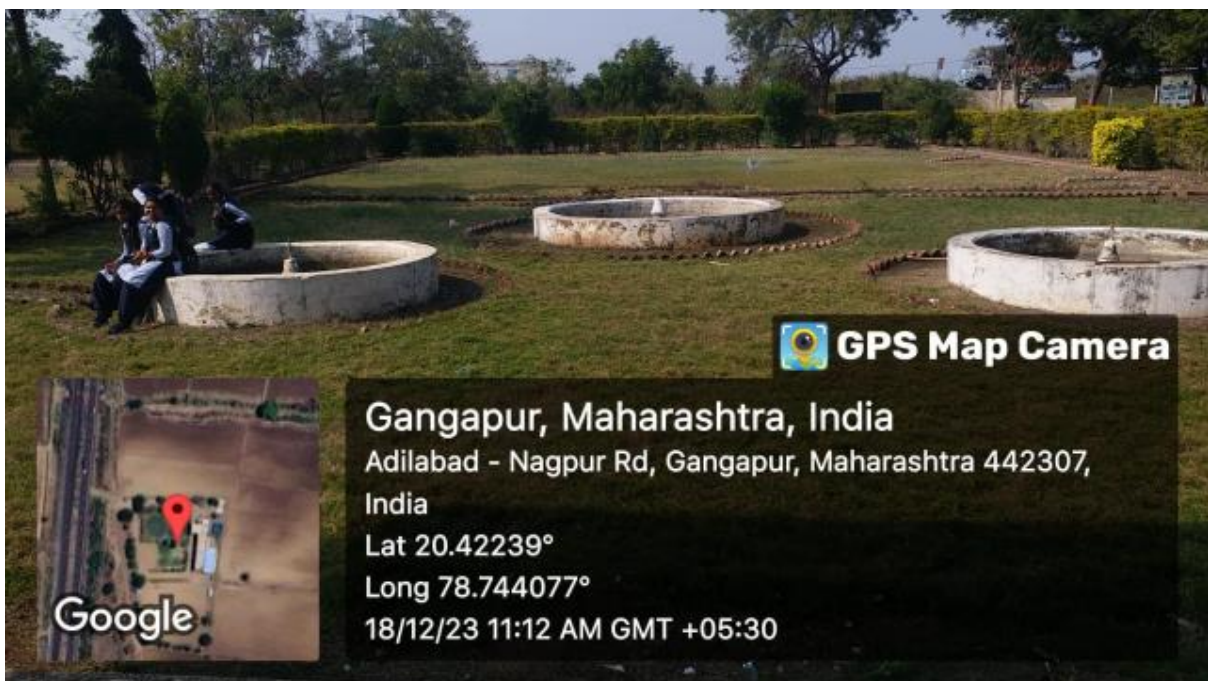 GPS Map Camera
Gangapur, Maharashtra, India
Adilabad - Nagpur Rd, Gangapur, Maharashtra 442307,
India
Lat 20.42239°
Long 78.744077°
18/12/23 11:12 AM GMT +05:30
Google